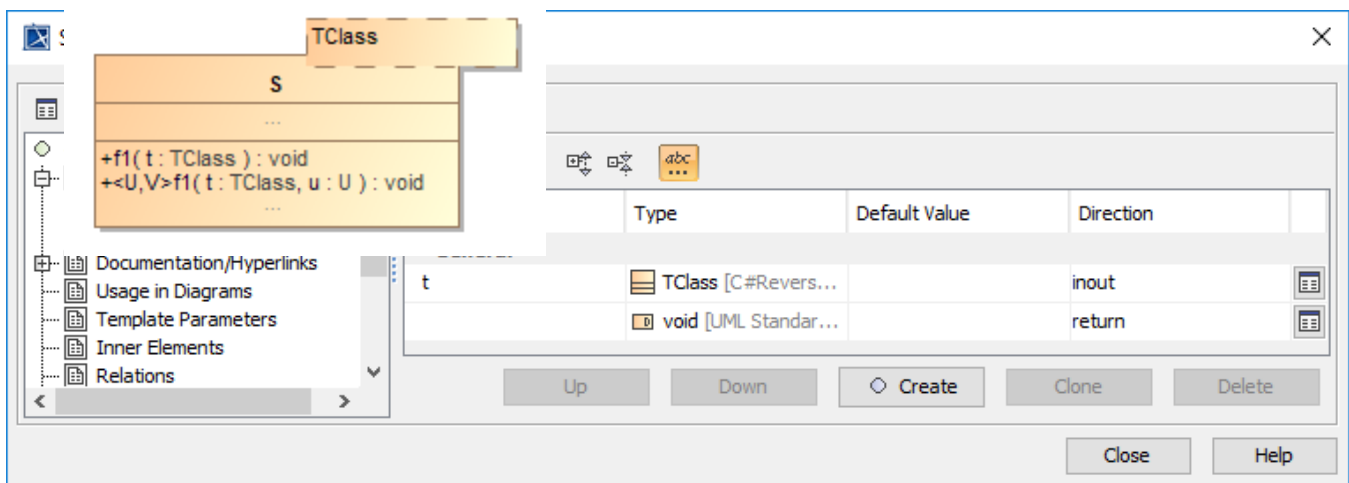 S
TClass
S
...
+f1( t : TClass ) : void
+<U,V>f1( t : TClass, u : U ) : void
...
abc
...
Type Default Value Direction
Documentation/Hyperlinks
Usage in Diagrams
Template Parameters
Inner Elements
Relations
t TClass [C#Revers... inout
void [UML Standar... return
Up Down Create Clone Delete
Close Help